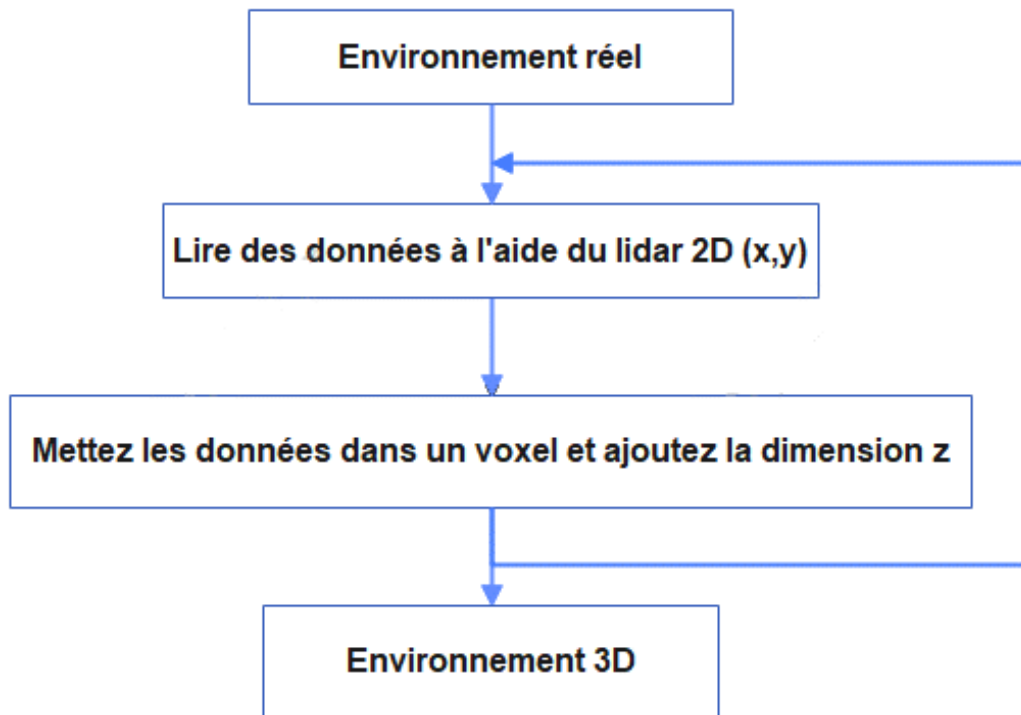 Environnement réel
Lire des données à l'aide du lidar 2D (x,y)
Mettez les données dans un voxel et ajoutez la dimension z
Environnement 3D